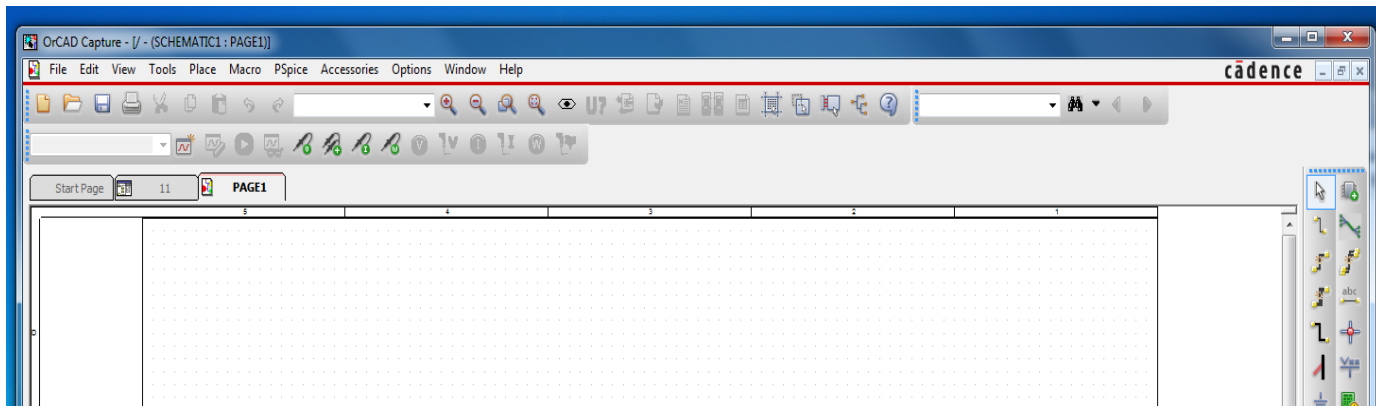 OrCAD Capture - [/ - (SCHEMATIC1 : PAGE1)]
File Edit View Tools Place Macro PSpice Accessories Options Window Help
cādence
U?
V V I I W
Start Page 11 PAGE1
5 4 3 2 1
abc
D